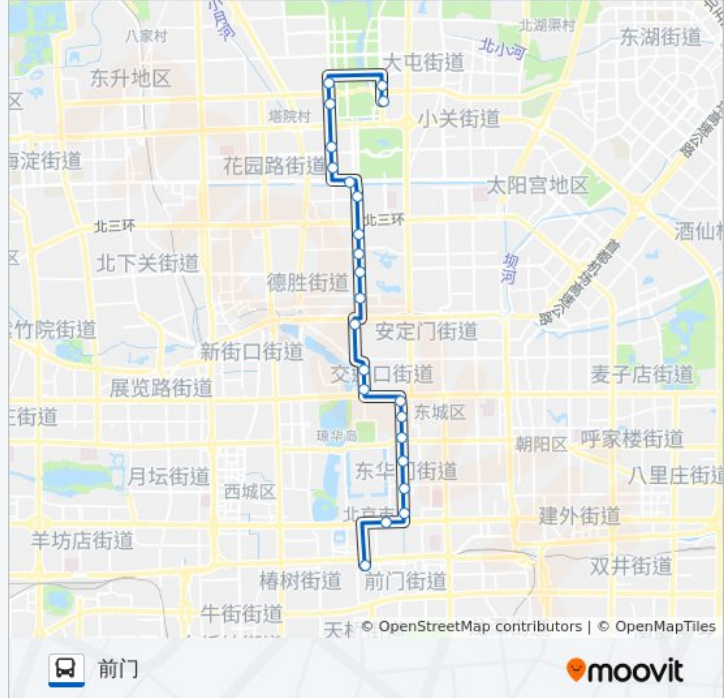 北湖渠村
八家村
小月河
东湖街道
大屯街道
北小河
东升地区
区
塔院村
小关街道
海淀街道
花园路街道
太阳宫地区
北三环
北三环
酒仙桥
坝河
首都机场高速公路
区
北下关街道
德胜街道
紫竹院街道
安定门街道
新街口街道
交道口街道
麦子店街道
展览路街道
庄街道
东城区
琼华岛
朝阳区
呼家楼街道
月坛街道
西城区
东华门街道
八里庄街道
北京市
建外街道
羊坊店街道
双井街道
椿树街道
前门街道
牛街街道
© OpenStreetMap contributors | © OpenMapTiles
前门
moovit